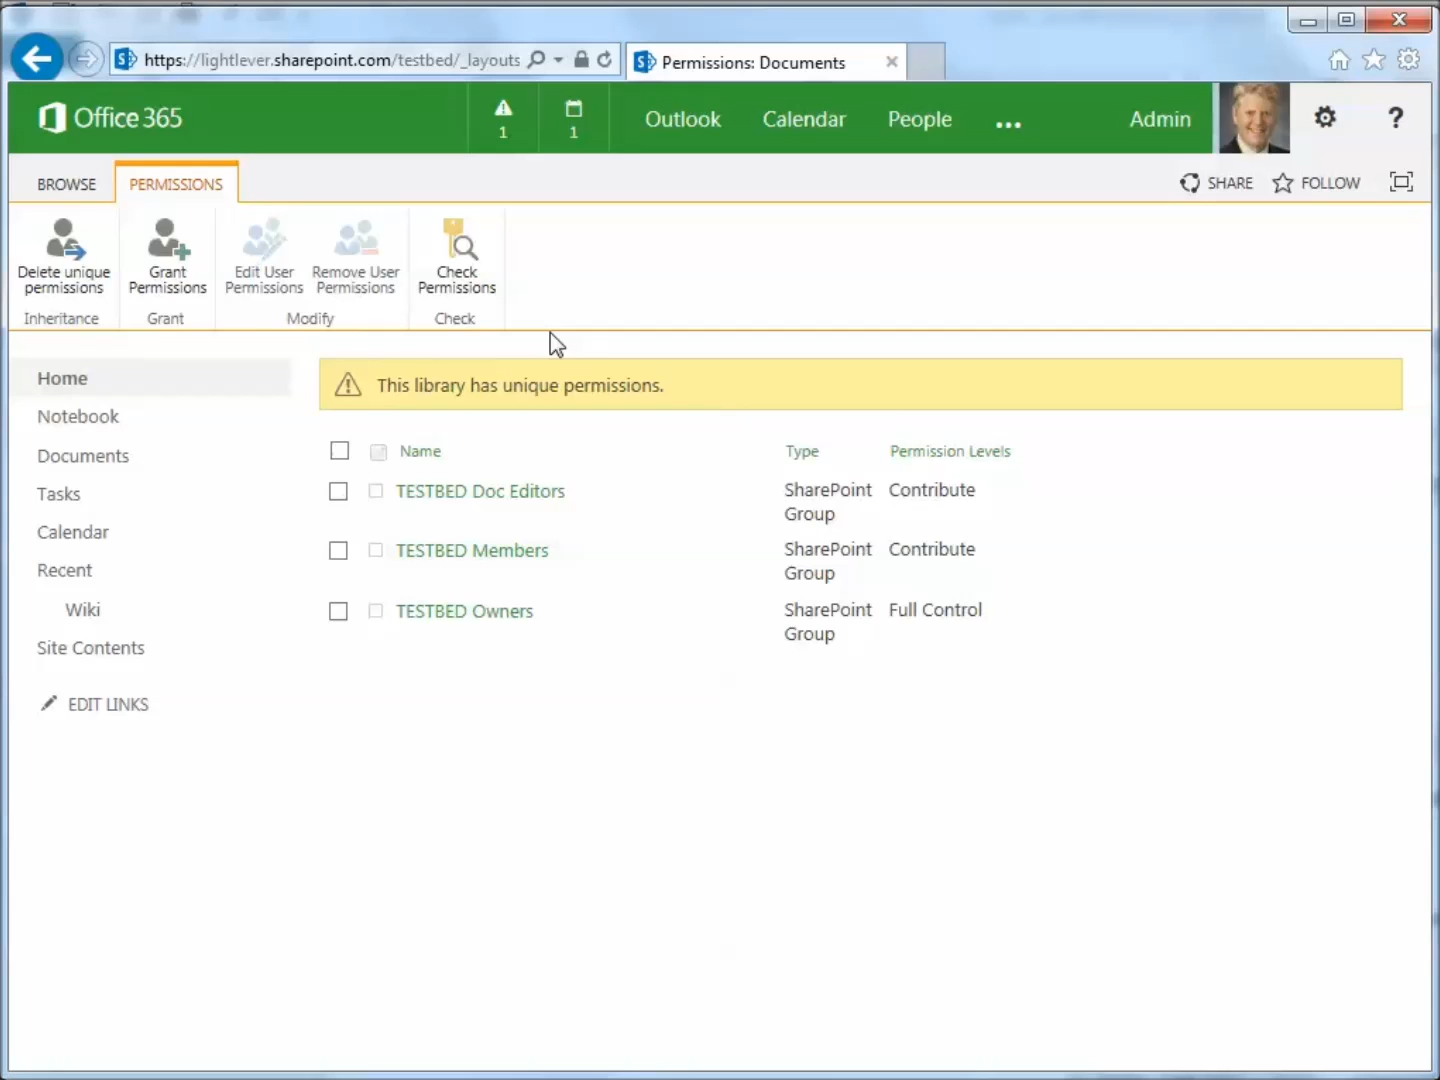 https://lightlever.sharepoint.com/testbed/_layouts
Permissions: Documents
Office 365
1
1
Outlook
Calendar
People
...
Admin
?
BROWSE
PERMISSIONS
SHARE
FOLLOW
Delete unique
permissions
Grant
Permissions
Edit User
Permissions
Remove User
Permissions
Check
Permissions
Inheritance
Grant
Modify
Check
Home
Notebook
Documents
Tasks
Calendar
Recent
Wiki
Site Contents
EDIT LINKS
This library has unique permissions.
Name
Type
Permission Levels
TESTBED Doc Editors
SharePoint
Group
Contribute
TESTBED Members
SharePoint
Group
Contribute
TESTBED Owners
SharePoint
Group
Full Control